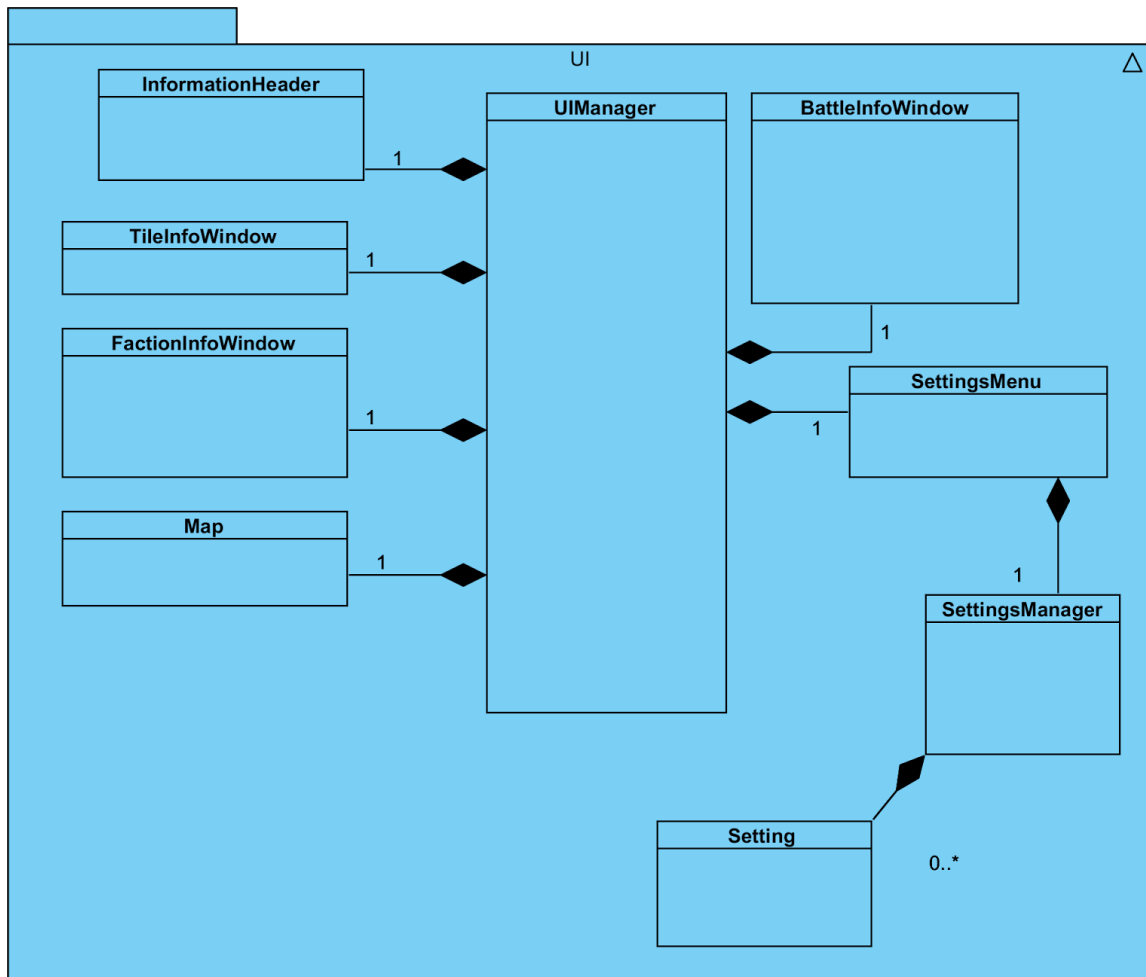 UI
InformationHeader
1
TileInfoWindow
1
FactionInfoWindow
1
Map
1
UIManager
BattleInfoWindow
1
SettingsMenu
1
1
SettingsManager
Setting
0..*